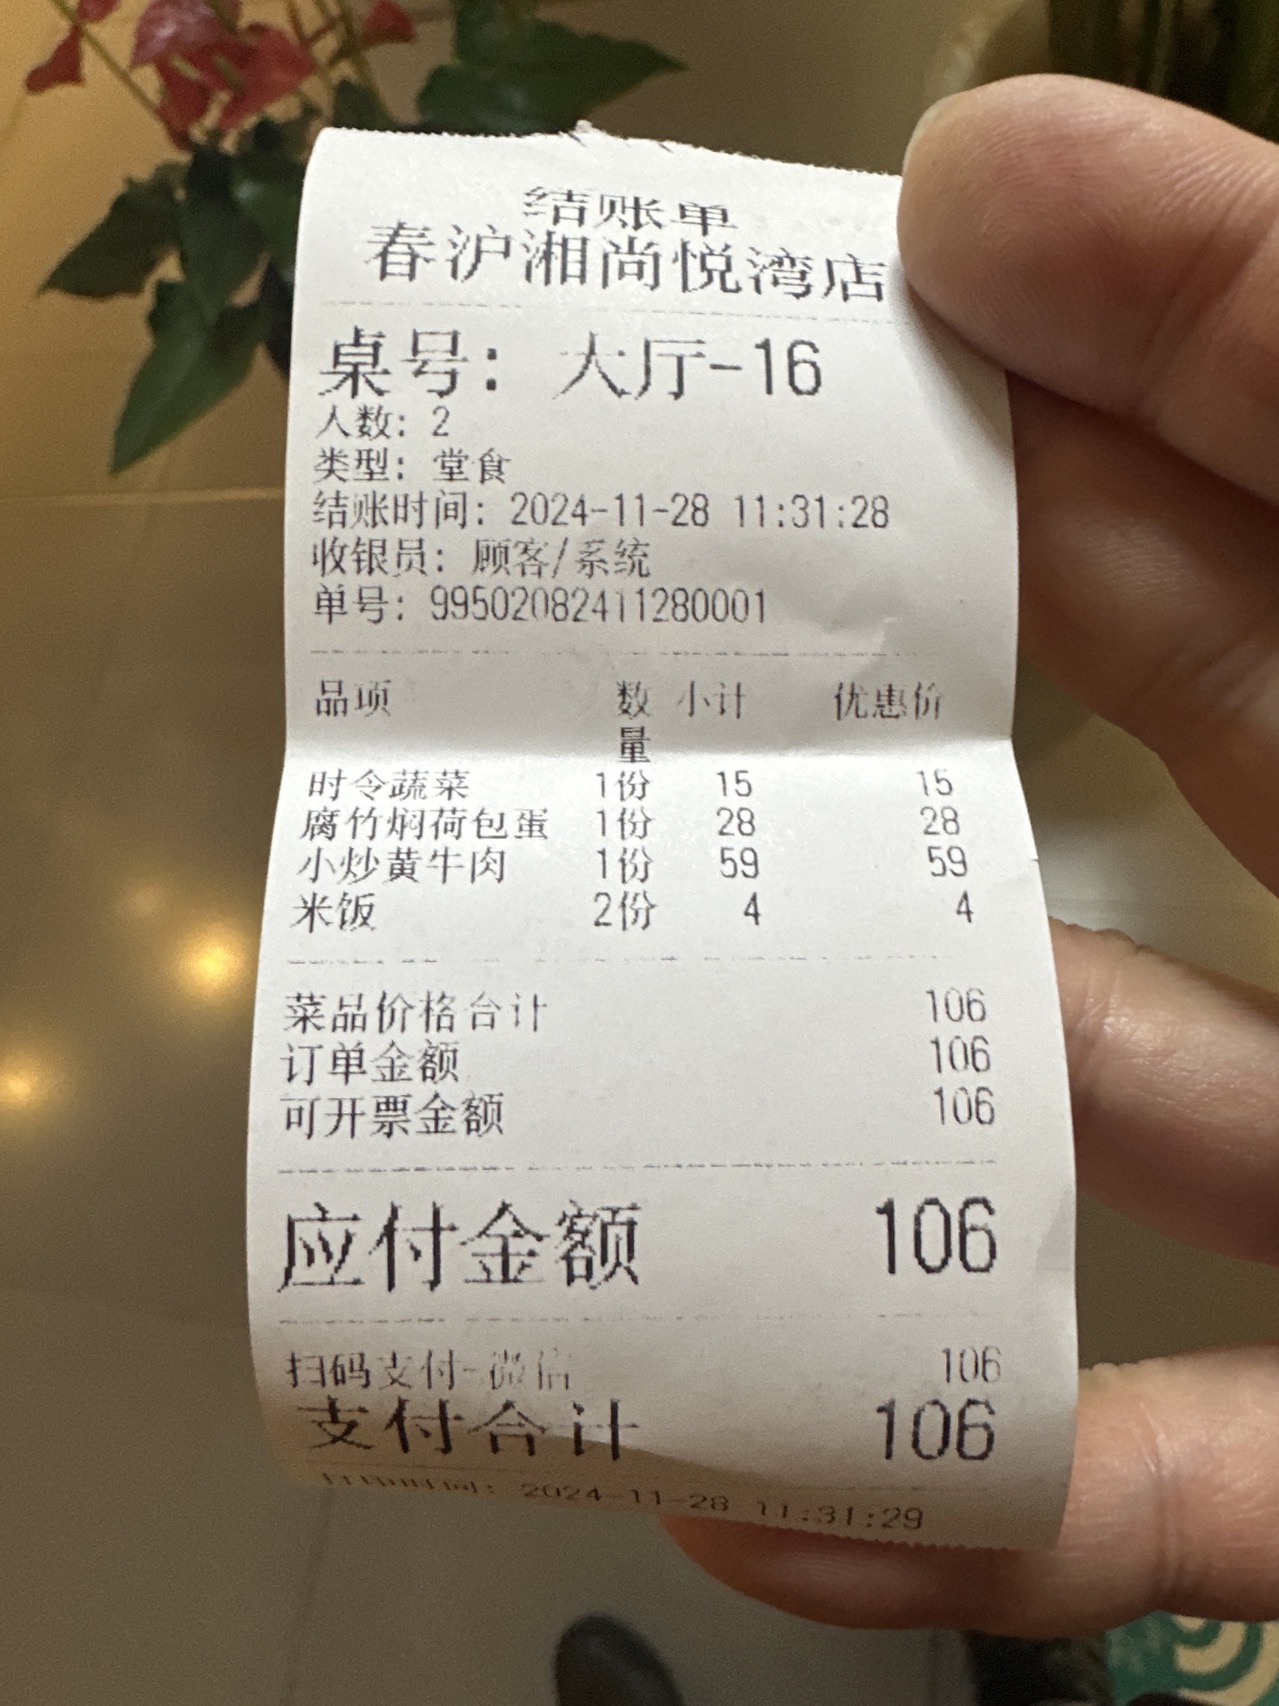 结账单
春沪湘尚悦湾店
桌号: 大厅-16
人数: 2
类型: 堂食
结账时间: 2024-11-28 11:31:28
收银员: 顾客/系统
单号: 99502082411280001
品项 数量 小计 优惠价
时令蔬菜 1份 15 15
腐竹焖荷包蛋 1份 28 28
小炒黄牛肉 1份 59 59
米饭 2份 4 4
菜品价格合计 106
订单金额 106
可开票金额 106
应付金额 106
扫码支付-微信 106
支付合计 106
打印时间: 2024-11-28 11:31:29